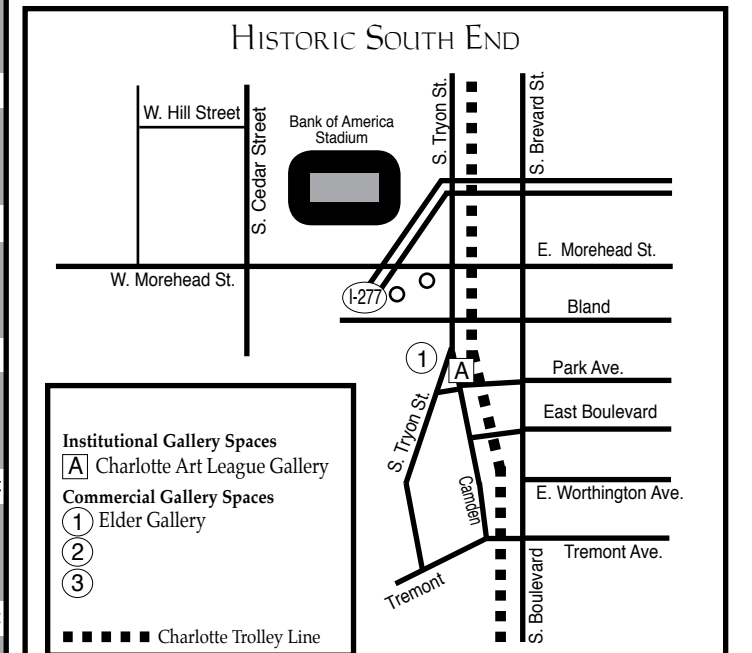 HISTORIC SOUTH END
W. Hill Street
S. Cedar Street
Bank of America
Stadium
S. Tryon St.
S. Brevard St.
E. Morehead St.
W. Morehead St.
I-277
Bland
1
A
Park Ave.
S. Tryon St.
East Boulevard
Camden
E. Worthington Ave.
Tremont Ave.
Tremont
S. Boulevard
Institutional Gallery Spaces
A Charlotte Art League Gallery
Commercial Gallery Spaces
1 Elder Gallery
2
3
Charlotte Trolley Line